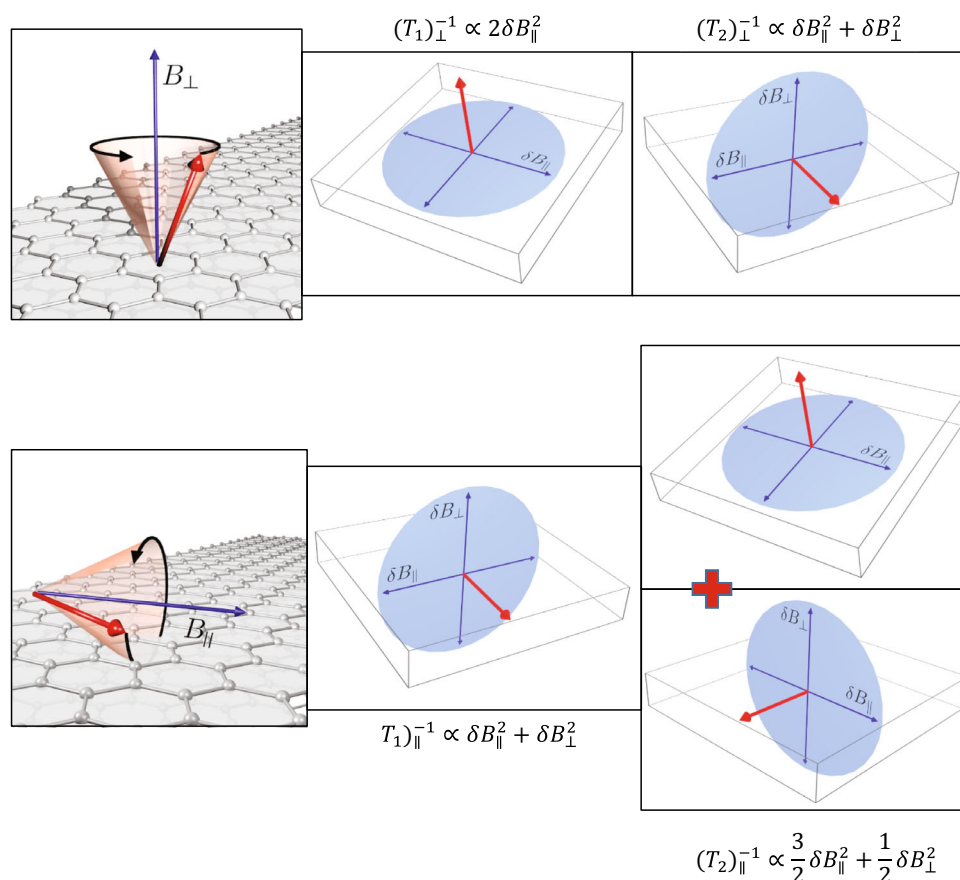 (T₁)⊥⁻¹ ∝ 2δB∥²
(T₂)⊥⁻¹ ∝ δB∥² + δB⊥²
B⊥
δB∥
δB⊥
δB∥
δB∥
B∥
δB⊥
δB∥
δB⊥
δB∥
T₁)∥⁻¹ ∝ δB∥² + δB⊥²
(T₂)∥⁻¹ ∝ 3/2 δB∥² + 1/2 δB⊥²